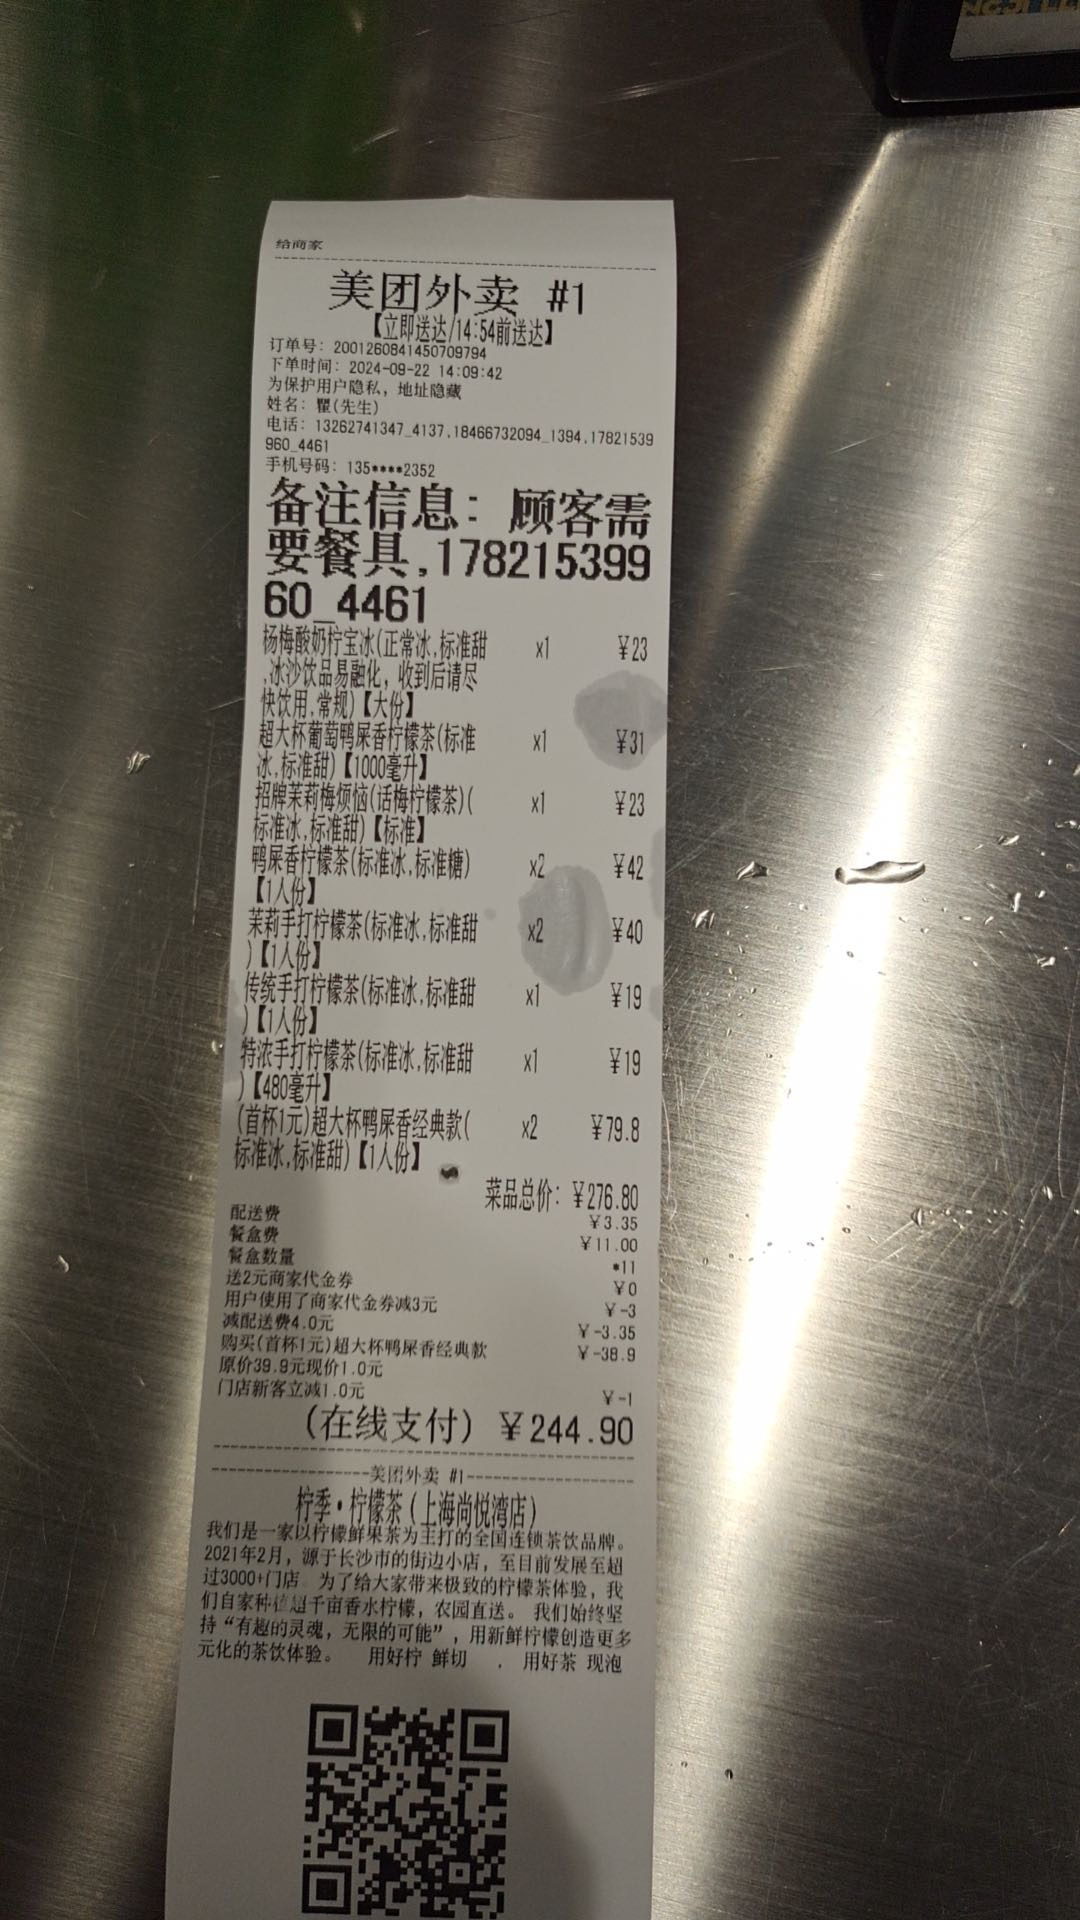 给商家
美团外卖 #1
【立即送达/14:54前送达】
订单号: 2001260841450709794
下单时间: 2024-09-22 14:09:42
为保护用户隐私, 地址隐藏
姓名: 瞿(先生)
电话: 13262741347_4137,18466732094_1394,17821539
960_4461
手机号码: 135****2352
备注信息: 顾客需
要餐具,178215399
60_4461
杨梅酸奶柠宝冰(正常冰,标准甜 x1 ¥23
,冰沙饮品易融化, 收到后请尽
快饮用,常规)【大份】
超大杯葡萄鸭屎香柠檬茶(标准 x1 ¥31
冰,标准甜)【1000毫升】
招牌茉莉梅烦恼(话梅柠檬茶)( x1 ¥23
标准冰,标准甜)【标准】
鸭屎香柠檬茶(标准冰,标准糖) x2 ¥42
【1人份】
茉莉手打柠檬茶(标准冰,标准甜 x2 ¥40
)【1人份】
传统手打柠檬茶(标准冰,标准甜 x1 ¥19
)【1人份】
特浓手打柠檬茶(标准冰,标准甜 x1 ¥19
)【480毫升】
(首杯1元)超大杯鸭屎香经典款( x2 ¥79.8
标准冰,标准甜)【1人份】
菜品总价: ¥276.80
配送费 ¥3.35
餐盒费 ¥11.00
餐盒数量 *11
送2元商家代金券 ¥0
用户使用了商家代金券减3元 ¥-3
减配送费4.0元 ¥-3.35
购买(首杯1元)超大杯鸭屎香经典款 ¥-38.9
原价39.9元现价1.0元
门店新客立减1.0元 ¥-1
(在线支付) ¥244.90
美团外卖 #1
柠季·柠檬茶(上海尚悦湾店)
我们是一家以柠檬鲜果茶为主打的全国连锁茶饮品牌。
2021年2月, 源于长沙市的街边小店, 至目前发展至超
过3000+门店 为了给大家带来极致的柠檬茶体验, 我
们自家种植超千亩香水柠檬, 农园直送。 我们始终坚
持“有趣的灵魂, 无限的可能”, 用新鲜柠檬创造更多
元化的茶饮体验。 用好柠 鲜切 . 用好茶 现泡